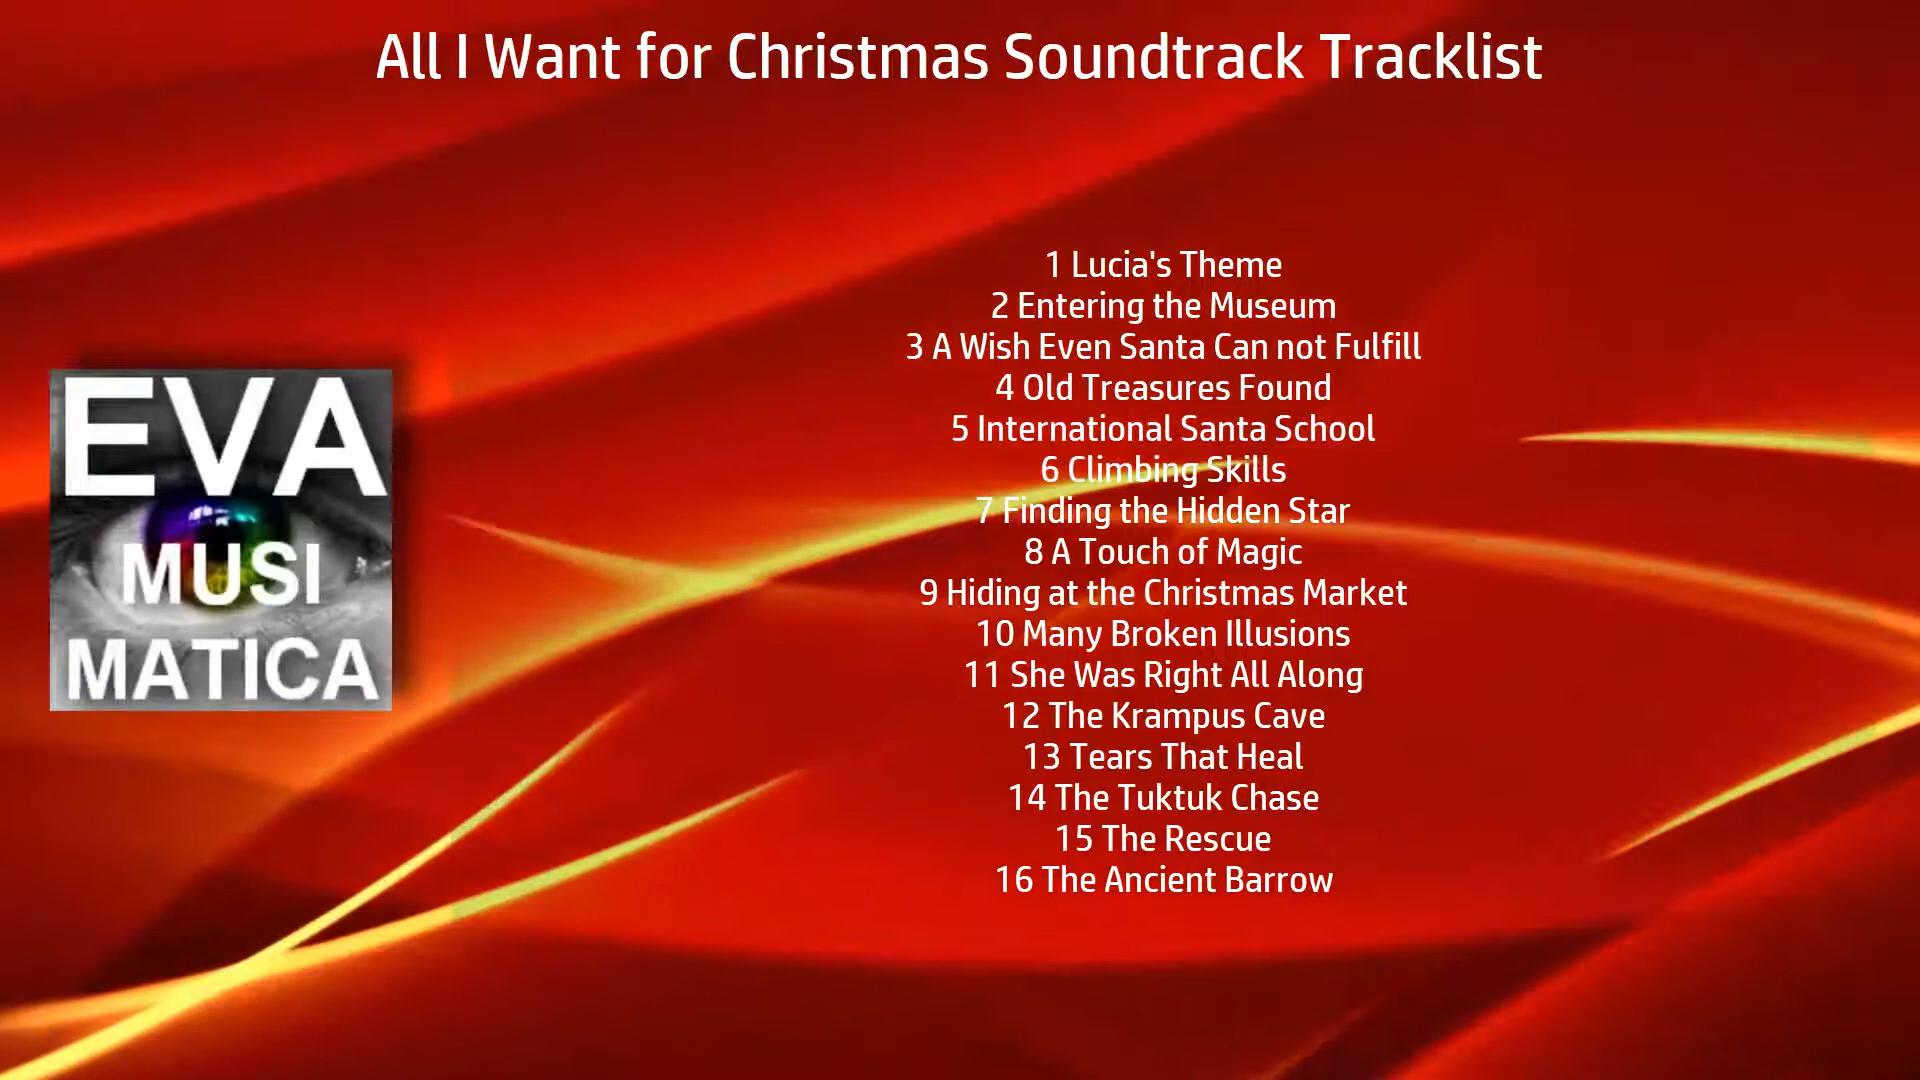 All I Want for Christmas Soundtrack Tracklist
EVA
MUSI
MATICA
1 Lucia's Theme
2 Entering the Museum
3 A Wish Even Santa Can not Fulfill
4 Old Treasures Found
5 International Santa School
6 Climbing Skills
7 Finding the Hidden Star
8 A Touch of Magic
9 Hiding at the Christmas Market
10 Many Broken Illusions
11 She Was Right All Along
12 The Krampus Cave
13 Tears That Heal
14 The Tuktuk Chase
15 The Rescue
16 The Ancient Barrow